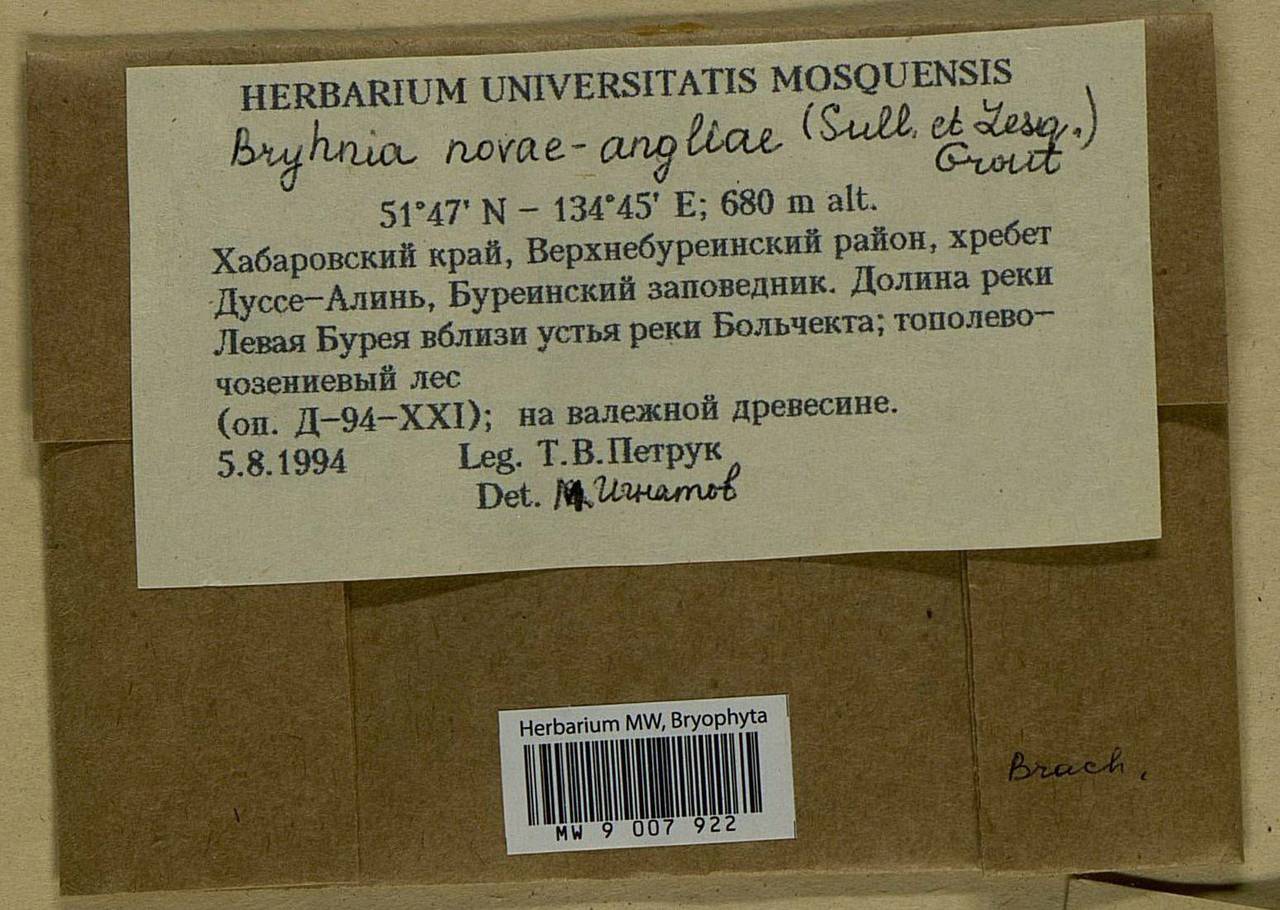 HERBARIUM UNIVERSITATIS MOSQUENSIS
Bryhnia novae-angliae (Sull. et Lesq.)
Grout
51°47' N – 134°45' E; 680 m alt.
Хабаровский край, Верхнебуреинский район, хребет
Дуссе–Алинь, Буреинский заповедник. Долина реки
Левая Бурея вблизи устья реки Больчекта; тополево–
чозениевый лес
(оп. Д–94–XXI); на валежной древесине.
5.8.1994 Leg. Т.В.Петрук
Det. М. Игнатов
Herbarium MW, Bryophyta
MW 9 007 922
Brach.